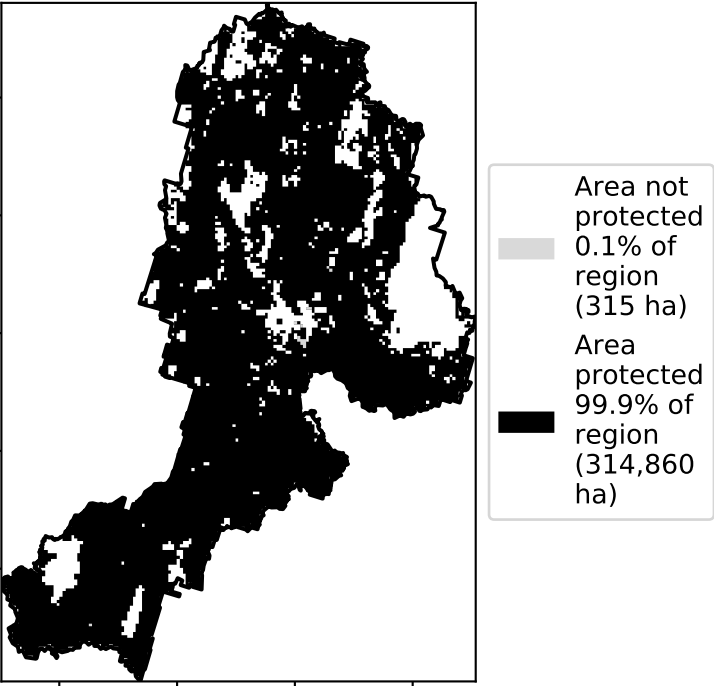 Area not
protected
0.1% of
region
(315 ha)
Area
protected
99.9% of
region
(314,860
ha)